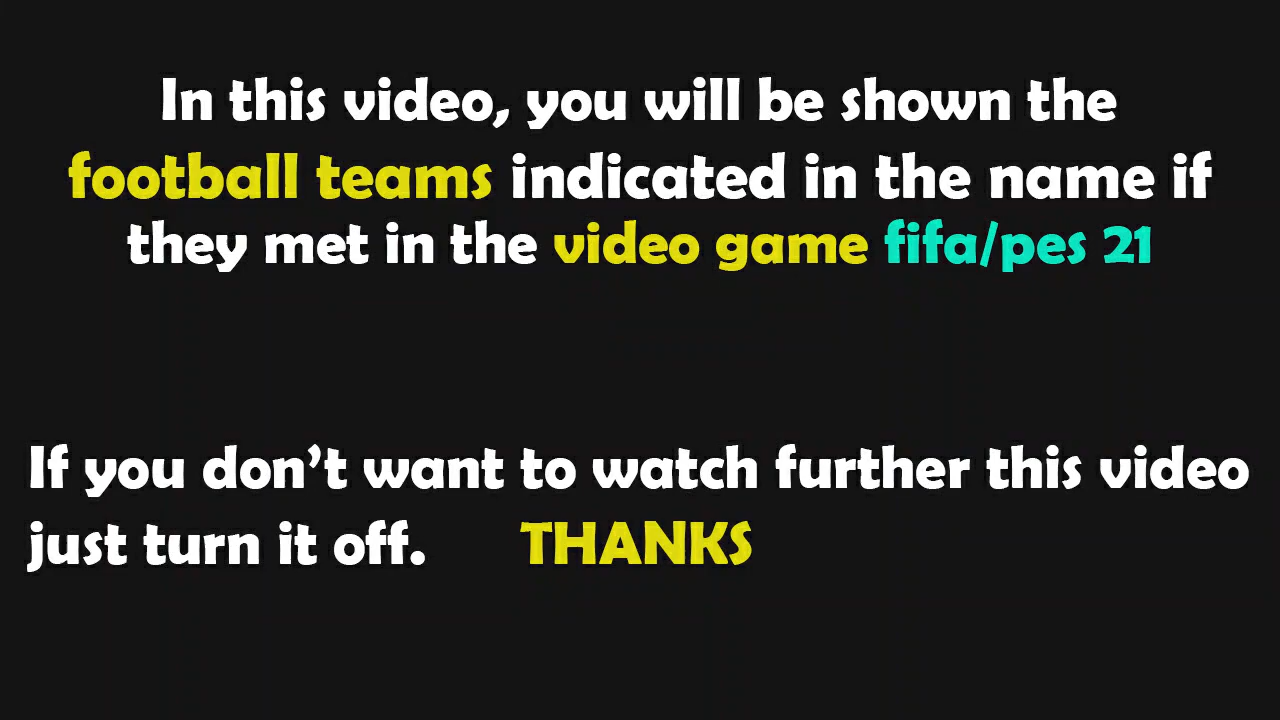 In this video, you will be shown the
football teams indicated in the name if
they met in the video game fifa/pes 21
If you don't want to watch further this video
just turn it off. THANKS